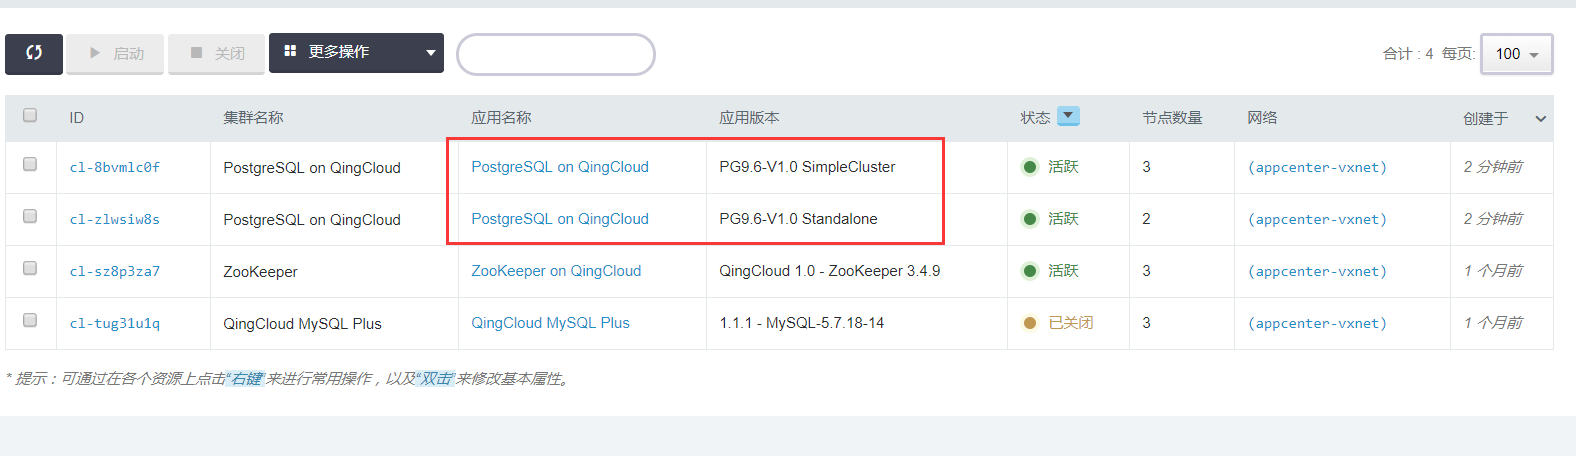 启动 关闭 更多操作 合计 : 4 每页: 100
ID 集群名称 应用名称 应用版本 状态 节点数量 网络 创建于
cl-8bvmlc0f PostgreSQL on QingCloud PostgreSQL on QingCloud PG9.6-V1.0 SimpleCluster 活跃 3 (appcenter-vxnet) 2 分钟前
cl-zlwsiw8s PostgreSQL on QingCloud PostgreSQL on QingCloud PG9.6-V1.0 Standalone 活跃 2 (appcenter-vxnet) 2 分钟前
cl-sz8p3za7 ZooKeeper ZooKeeper on QingCloud QingCloud 1.0 - ZooKeeper 3.4.9 活跃 3 (appcenter-vxnet) 1 个月前
cl-tug31u1q QingCloud MySQL Plus QingCloud MySQL Plus 1.1.1 - MySQL-5.7.18-14 已关闭 3 (appcenter-vxnet) 1 个月前
* 提示：可通过在各个资源上点击“右键”来进行常用操作，以及“双击”来修改基本属性。